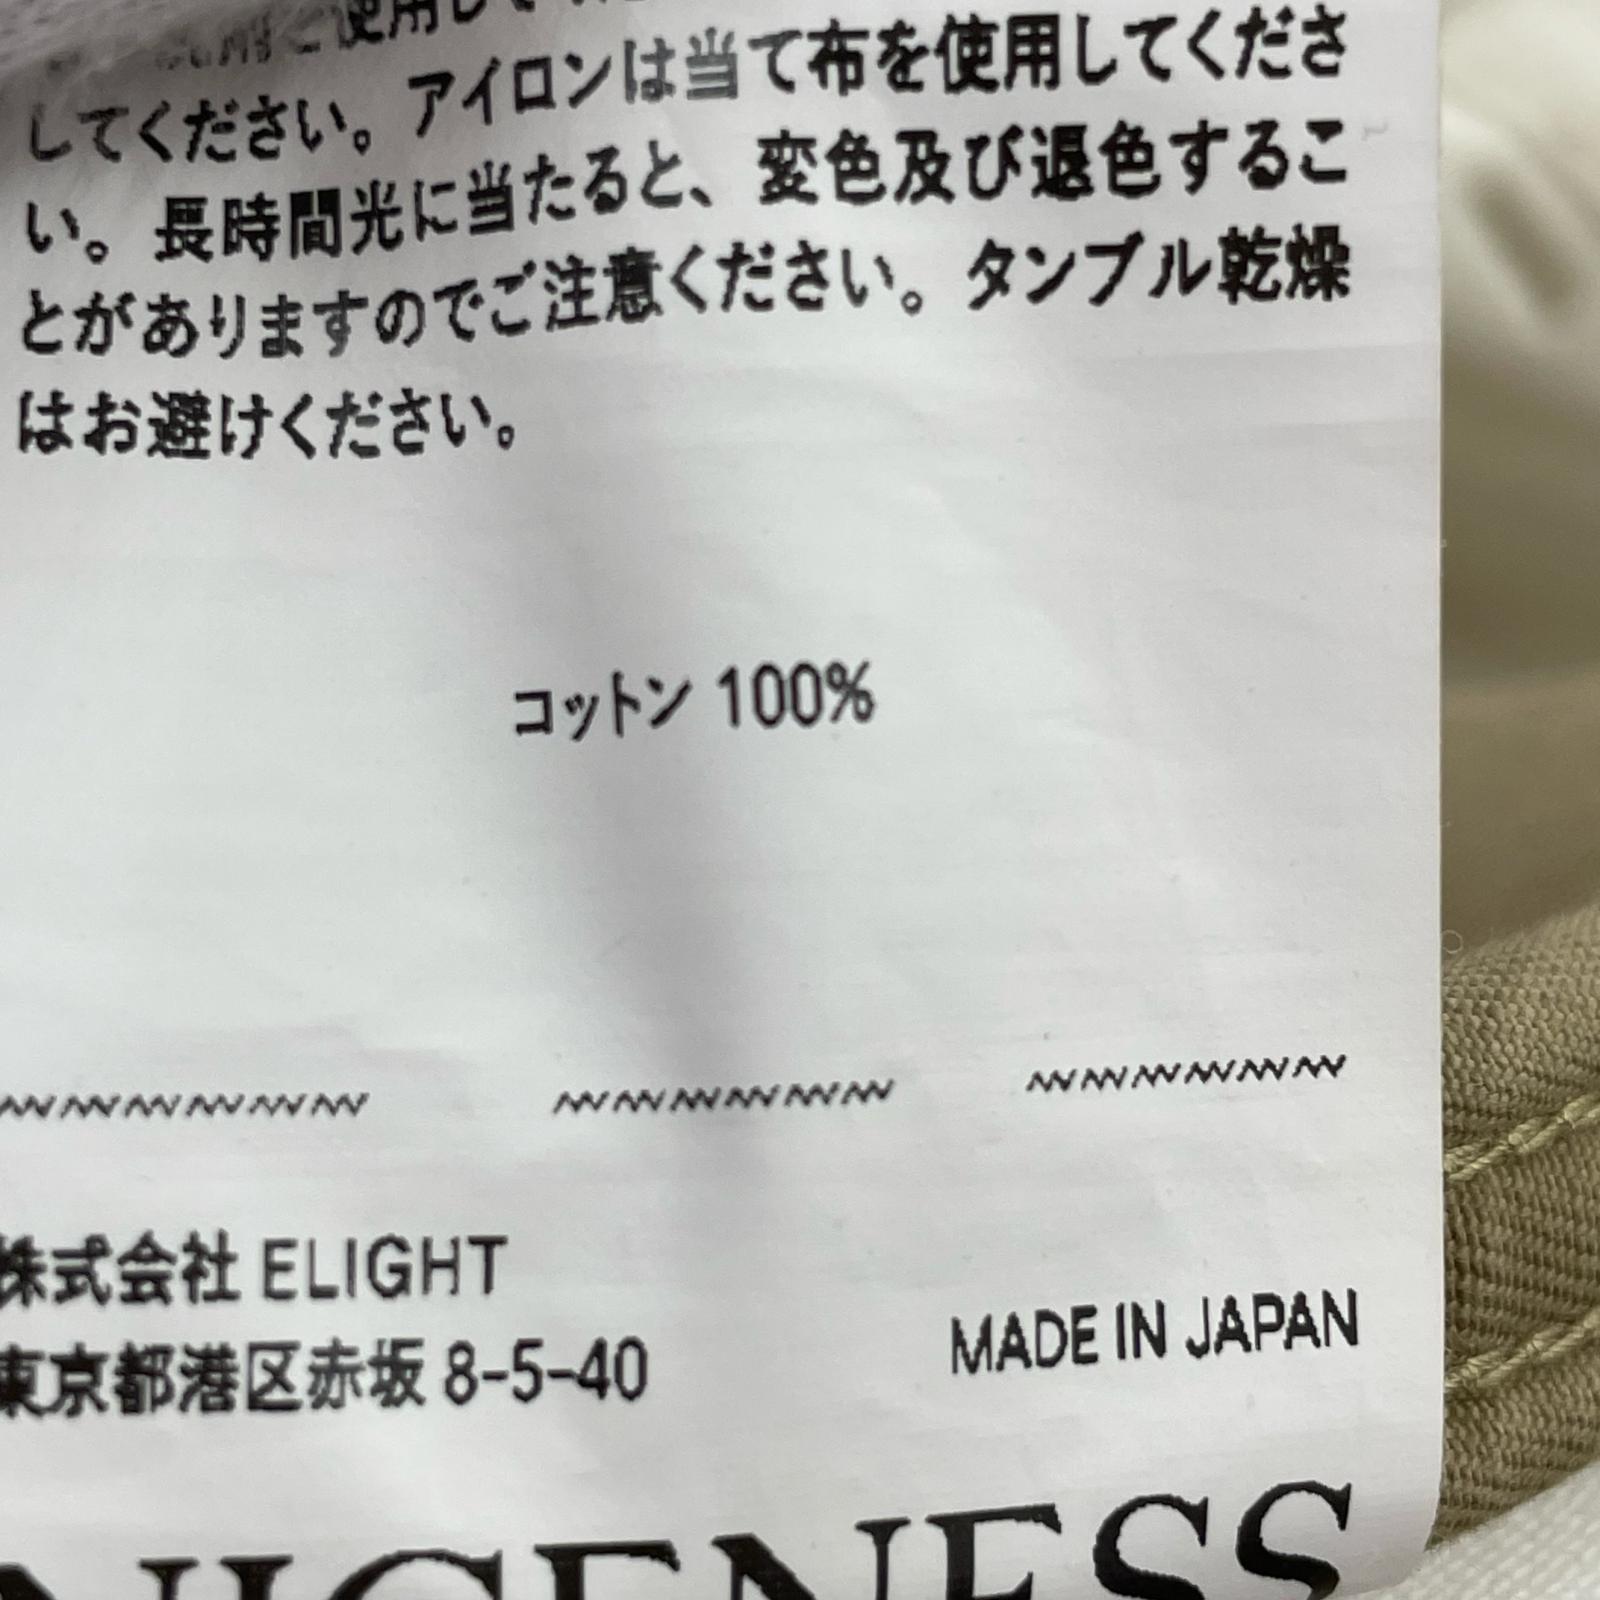 使用し
してください。アイロンは当て布を使用してくださ
い。長時間光に当たると、変色及び退色するこ
とがありますのでご注意ください。タンブル乾燥
はお避けください。
コットン 100%
株式会社 ELIGHT
東京都港区赤坂 8-5-40
MADE IN JAPAN
NIGENESS